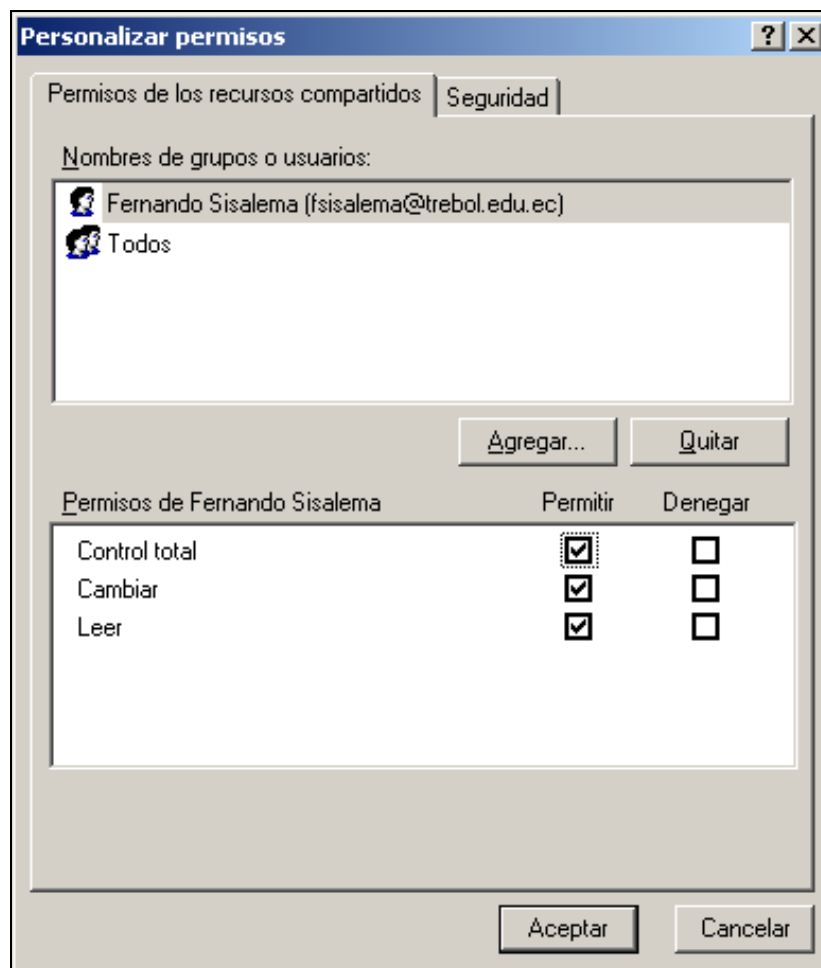 Personalizar permisos
Permisos de los recursos compartidos
Seguridad
Nombres de grupos o usuarios:
Fernando Sisalema (fsisalema@trebol.edu.ec)
Todos
Agregar...
Quitar
Permisos de Fernando Sisalema Permitir Denegar
Control total
Cambiar
Leer
Aceptar
Cancelar